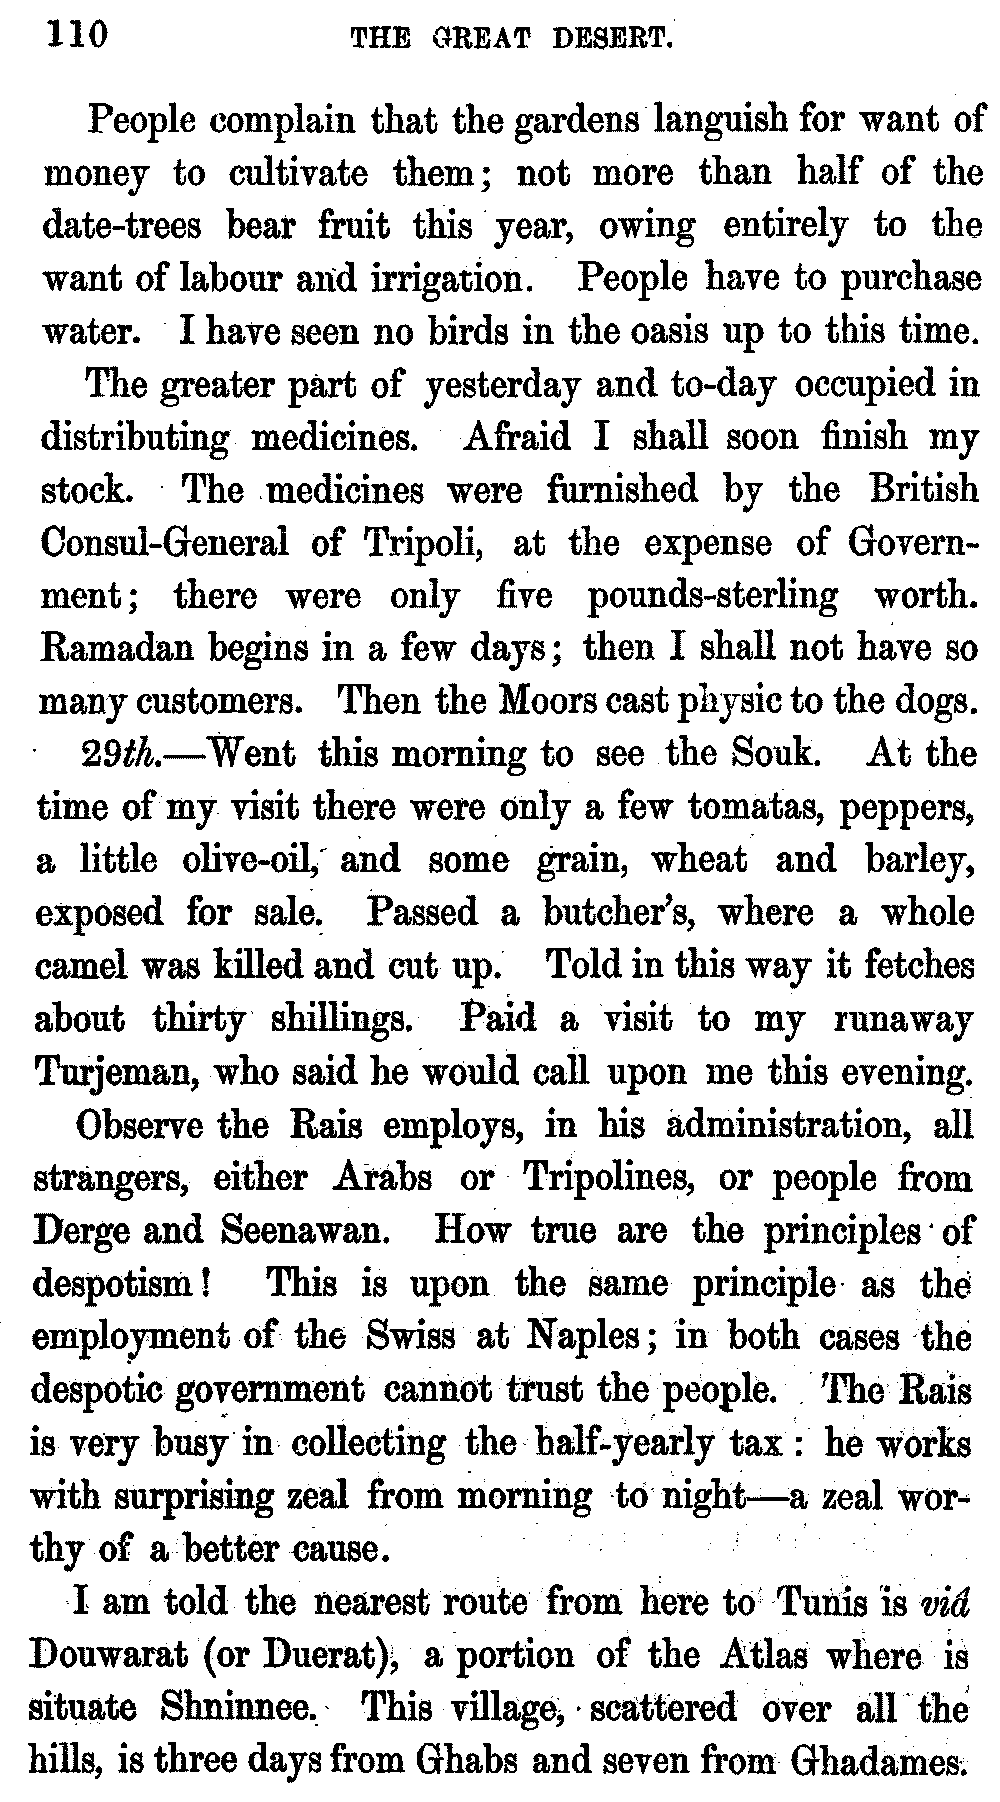 110 THE GREAT DESERT.
People complain that the gardens languish for want of
money to cultivate them; not more than half of the
date-trees bear fruit this year, owing entirely to the
want of labour and irrigation. People have to purchase
water. I have seen no birds in the oasis up to this time.
The greater part of yesterday and to-day occupied in
distributing medicines. Afraid I shall soon finish my
stock. The medicines were furnished by the British
Consul-General of Tripoli, at the expense of Govern-
ment; there were only five pounds-sterling worth.
Ramadan begins in a few days; then I shall not have so
many customers. Then the Moors cast physic to the dogs.
29th.—Went this morning to see the Souk. At the
time of my visit there were only a few tomatas, peppers,
a little olive-oil, and some grain, wheat and barley,
exposed for sale. Passed a butcher's, where a whole
camel was killed and cut up. Told in this way it fetches
about thirty shillings. Paid a visit to my runaway
Turjeman, who said he would call upon me this evening.
Observe the Rais employs, in his administration, all
strangers, either Arabs or Tripolines, or people from
Derge and Seenawan. How true are the principles of
despotism! This is upon the same principle as the
employment of the Swiss at Naples; in both cases the
despotic government cannot trust the people. The Rais
is very busy in collecting the half-yearly tax: he works
with surprising zeal from morning to night—a zeal wor-
thy of a better cause.
I am told the nearest route from here to Tunis is viâ
Douwarat (or Duerat), a portion of the Atlas where is
situate Shninnee. This village, scattered over all the
hills, is three days from Ghabs and seven from Ghadames.